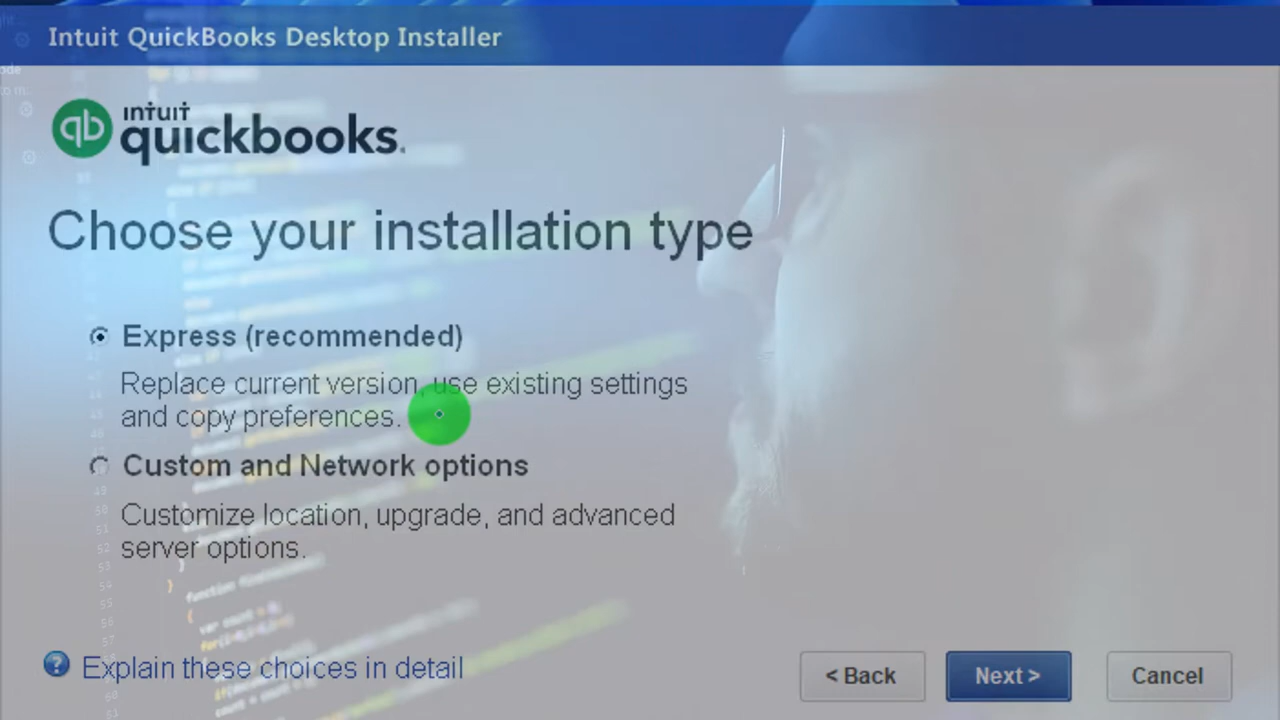 Intuit QuickBooks Desktop Installer
ode
to m
intuit
quickbooks.
Choose your installation type
Express (recommended)
Replace current version, use existing settings
and copy preferences.
Custom and Network options
Customize location, upgrade, and advanced
server options.
Explain these choices in detail
< Back
Next >
Cancel